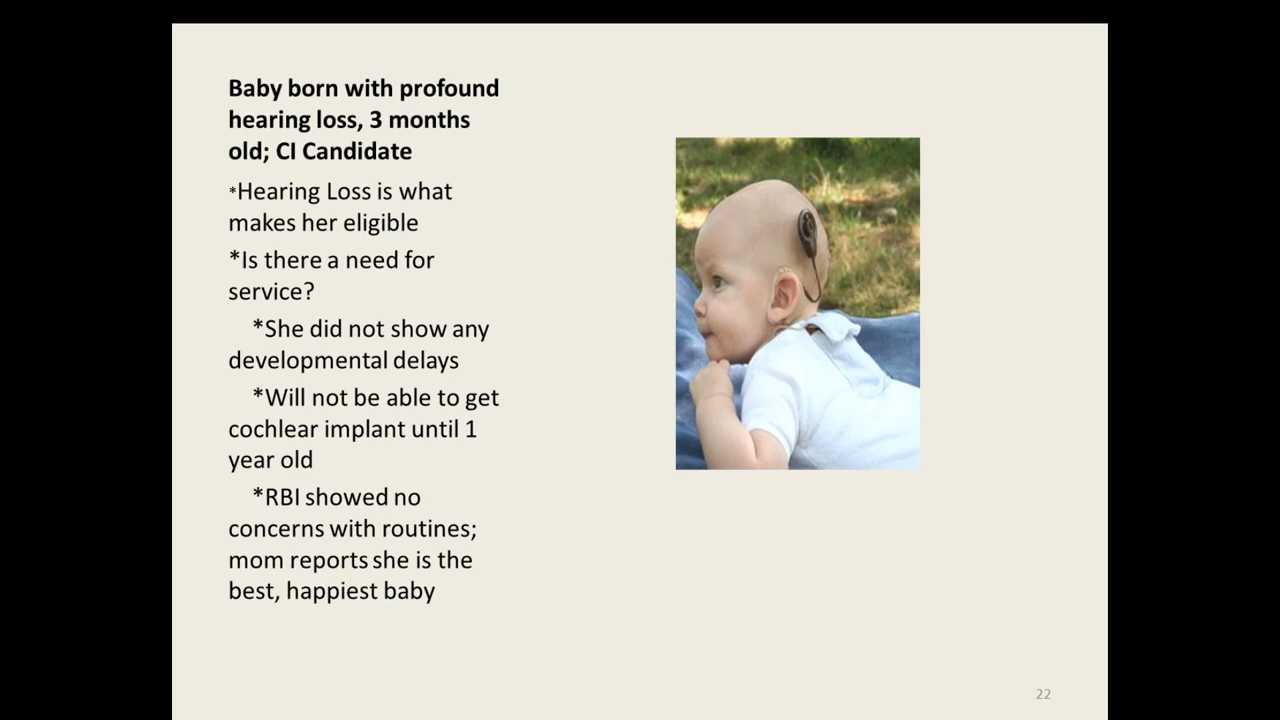 Baby born with profound
hearing loss, 3 months
old; CI Candidate
*Hearing Loss is what
makes her eligible
*Is there a need for
service?
*She did not show any
developmental delays
*Will not be able to get
cochlear implant until 1
year old
*RBI showed no
concerns with routines;
mom reports she is the
best, happiest baby
22